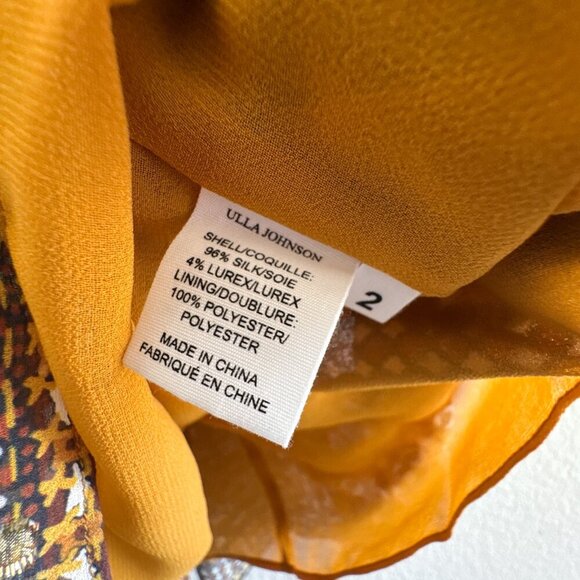 ULLA JOHNSON
SHELL/COQUILLE:
96% SILK/SOIE
4% LUREX/LUREX
LINING/DOUBLURE:
100% POLYESTER/
POLYESTER
MADE IN CHINA
FABRIQUÉ EN CHINE
2